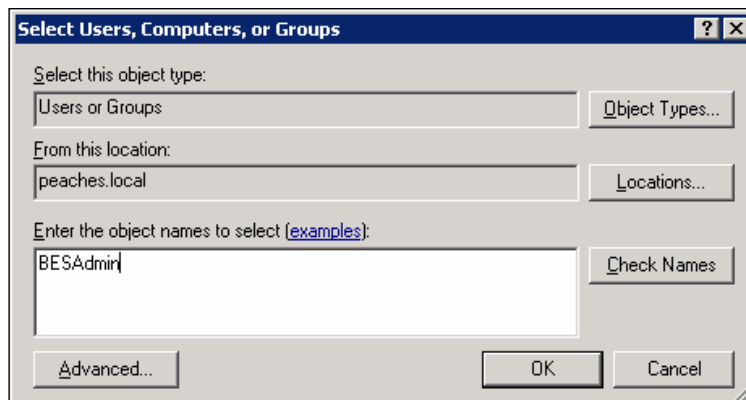 Select Users, Computers, or Groups
Select this object type:
Users or Groups
Object Types...
From this location:
peaches.local
Locations...
Enter the object names to select (examples):
BESAdmin
Check Names
Advanced...
OK
Cancel